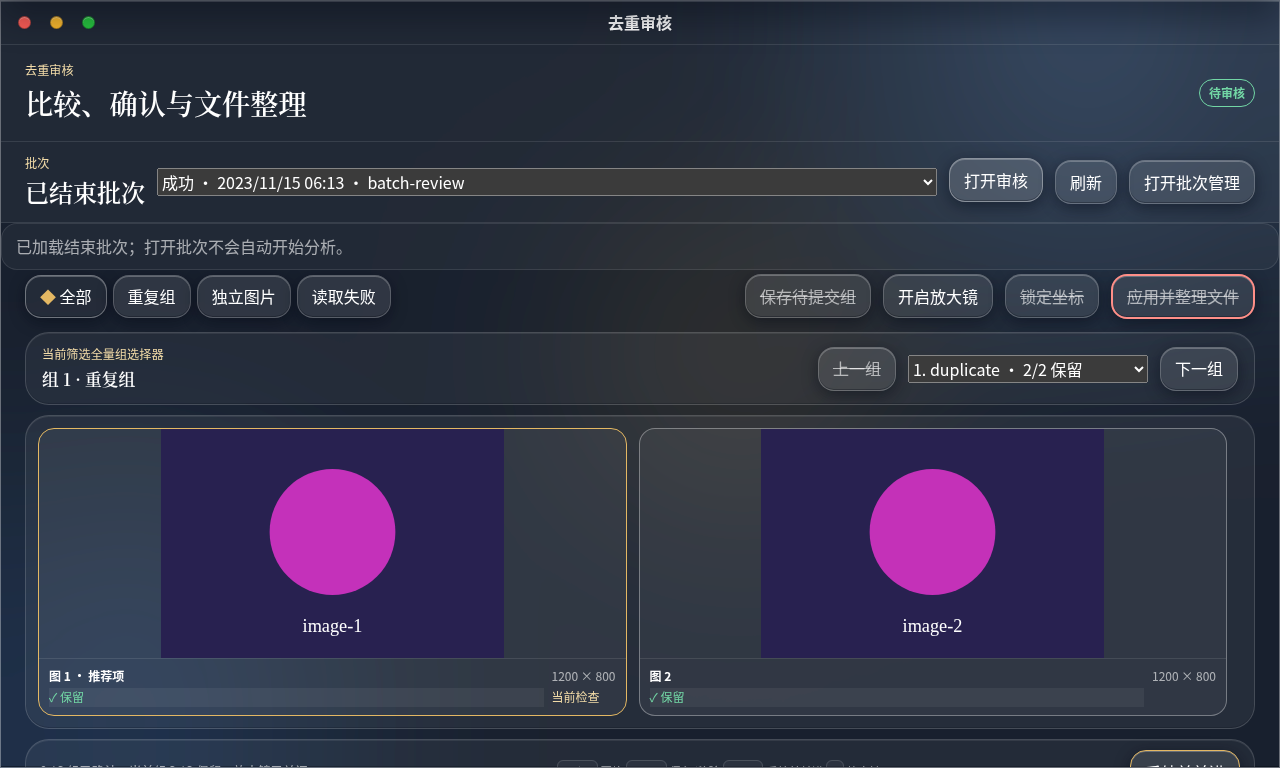 去重审核
去重审核
比较、确认与文件整理
待审核
批次
已结束批次
成功 · 2023/11/15 06:13 · batch-review
打开审核
刷新
打开批次管理
已加载结束批次；打开批次不会自动开始分析。
◆ 全部
重复组
独立图片
读取失败
保存待提交组
开启放大镜
锁定坐标
应用并整理文件
当前筛选全量组选择器
组 1 · 重复组
上一组
1. duplicate · 2/2 保留
下一组
image-1
image-2
图 1 · 推荐项
1200 × 800
✓保留
当前检查
图 2
1200 × 800
✓保留